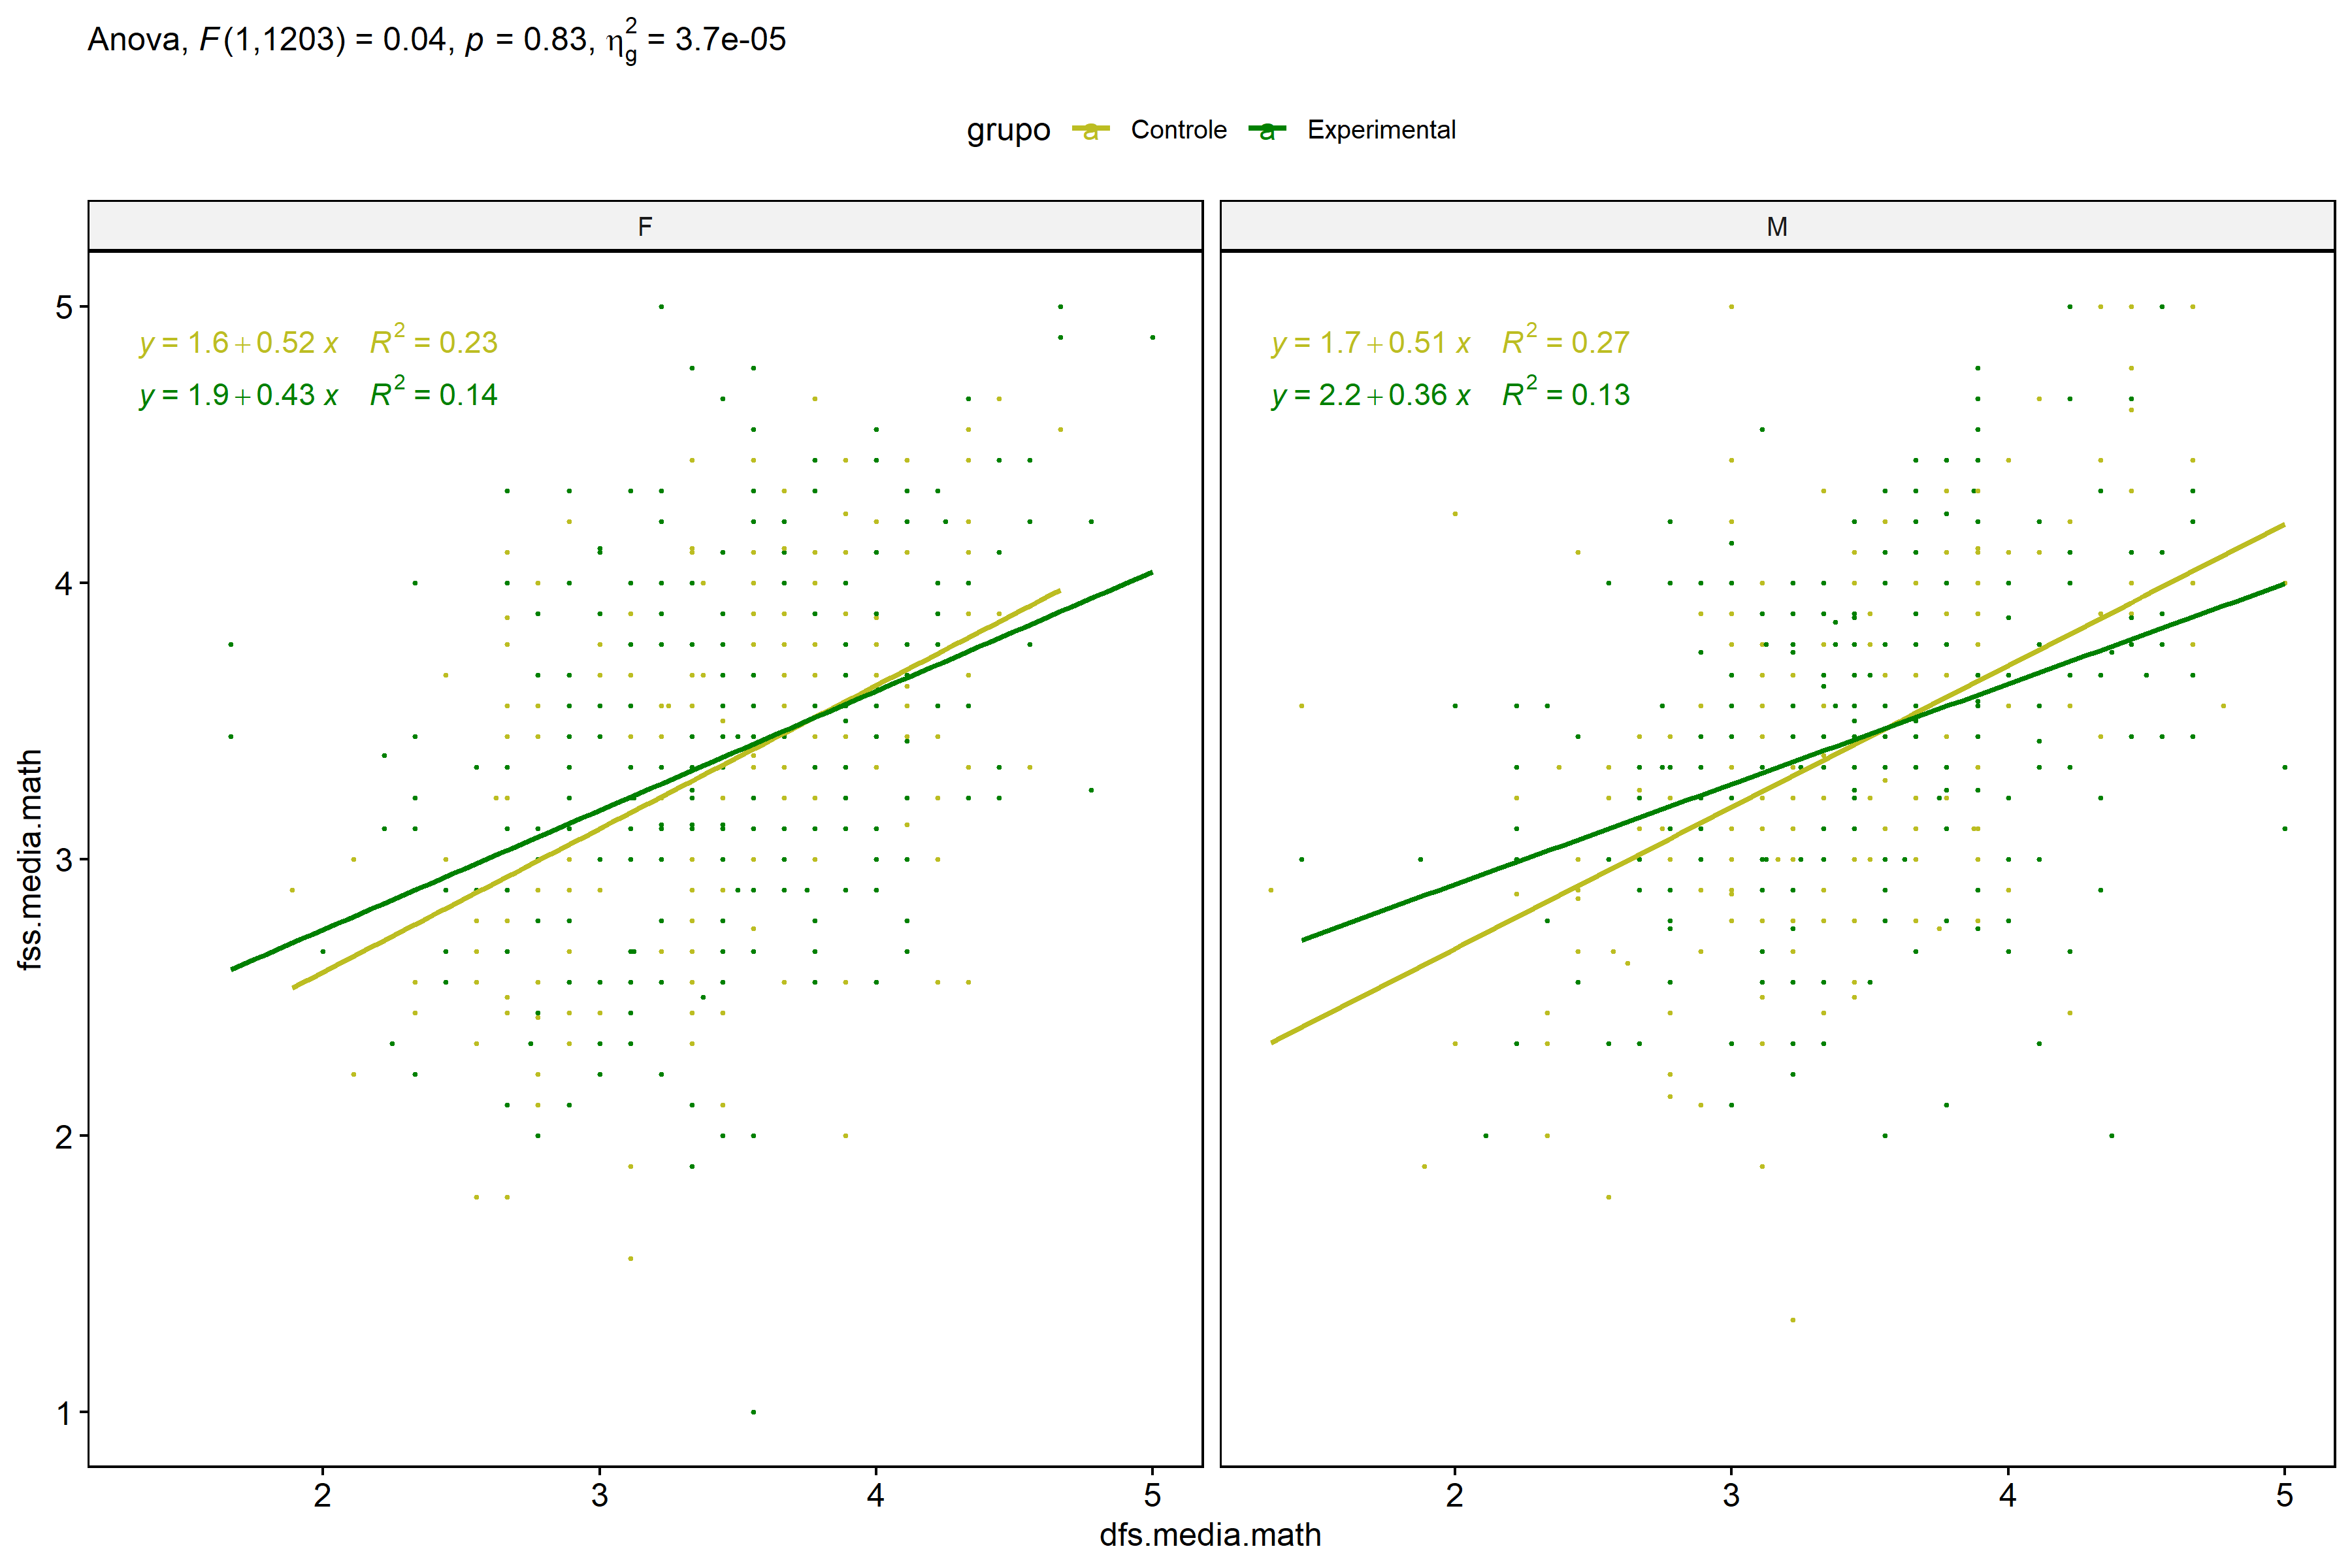 Anova, F(1,1203) = 0.04, p = 0.83, η²g = 3.7e-05
grupo a Controle a Experimental
F
M
y = 1.6 + 0.52 x R² = 0.23
y = 1.9 + 0.43 x R² = 0.14
y = 1.7 + 0.51 x R² = 0.27
y = 2.2 + 0.36 x R² = 0.13
5
4
3
2
1
fss.media.math
2 3 4 5
2 3 4 5
dfs.media.math